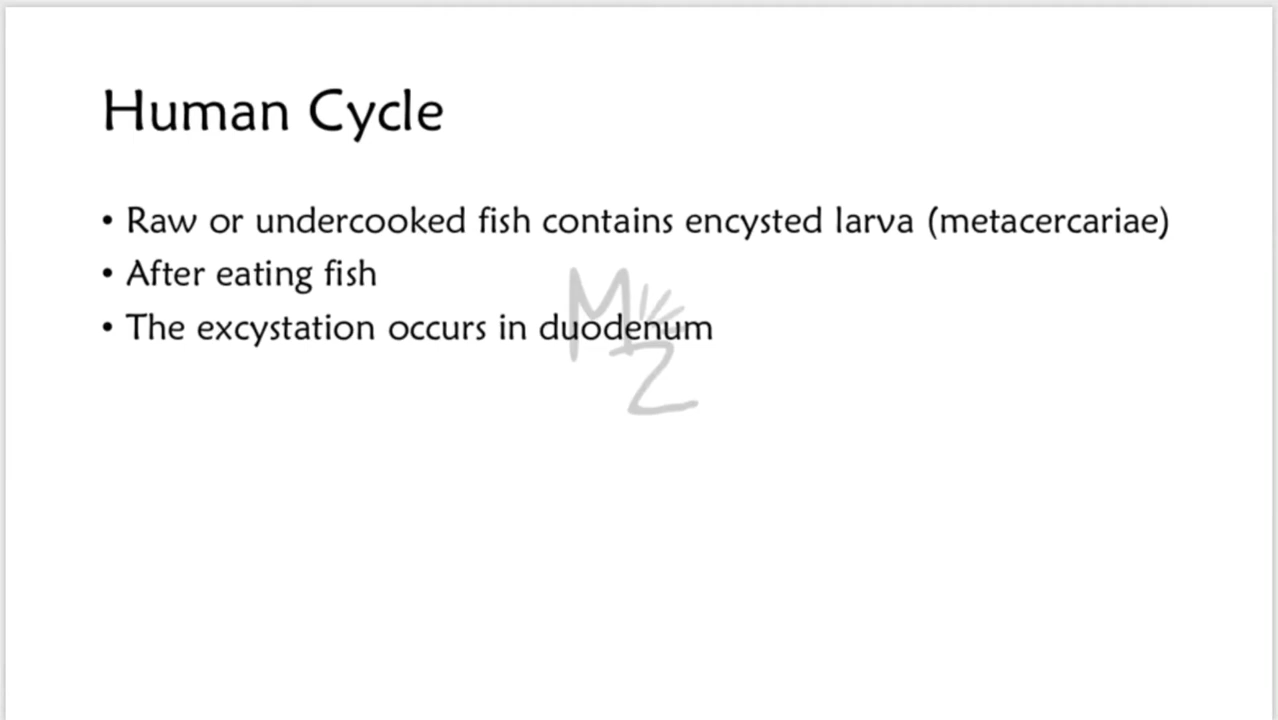 Human Cycle
• Raw or undercooked fish contains encysted larva (metacercariae)
• After eating fish
• The excystation occurs in duodenum
M
Z